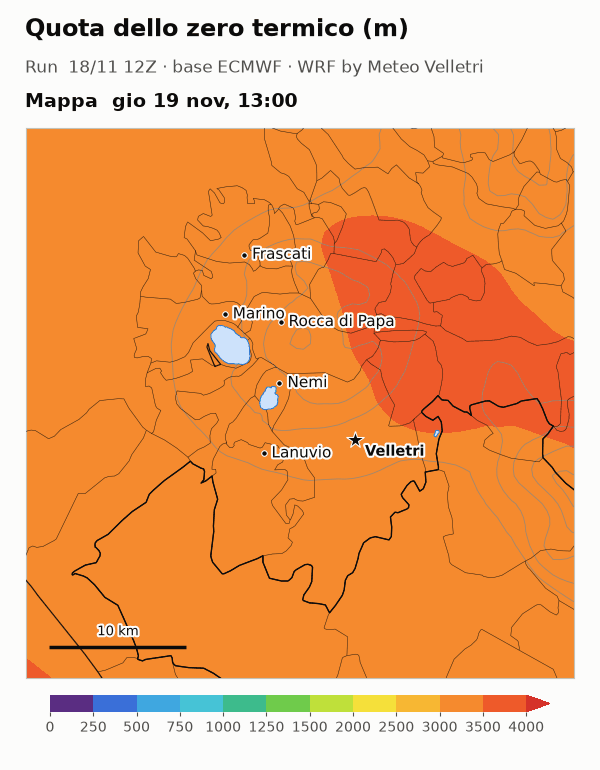 Quota dello zero termico (m)
Run  18/11 12Z · base ECMWF · WRF by Meteo Velletri
Mappa  gio 19 nov, 13:00
Frascati
Marino
Rocca di Papa
Nemi
Velletri
Lanuvio
10 km
0 250 500 750 1000 1250 1500 2000 2500 3000 3500 4000